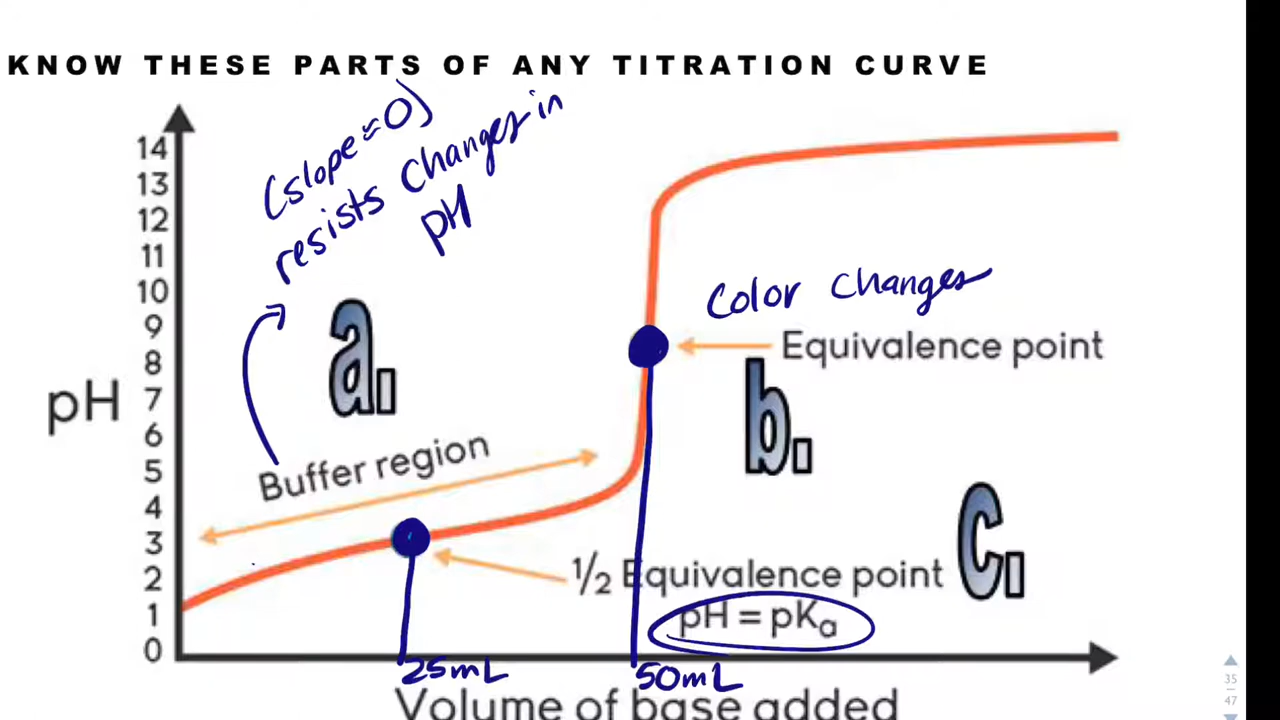 KNOW THESE PARTS OF ANY TITRATION CURVE
(slope≈0)
resists changes in
pH
14
13
12
11
10
9
8
7
6
5
4
3
2
1
0
pH
a.
Buffer region
Color changes
Equivalence point
b.
c.
1/2 Equivalence point
pH = pKa
25mL
50mL
Volume of base added
35
47